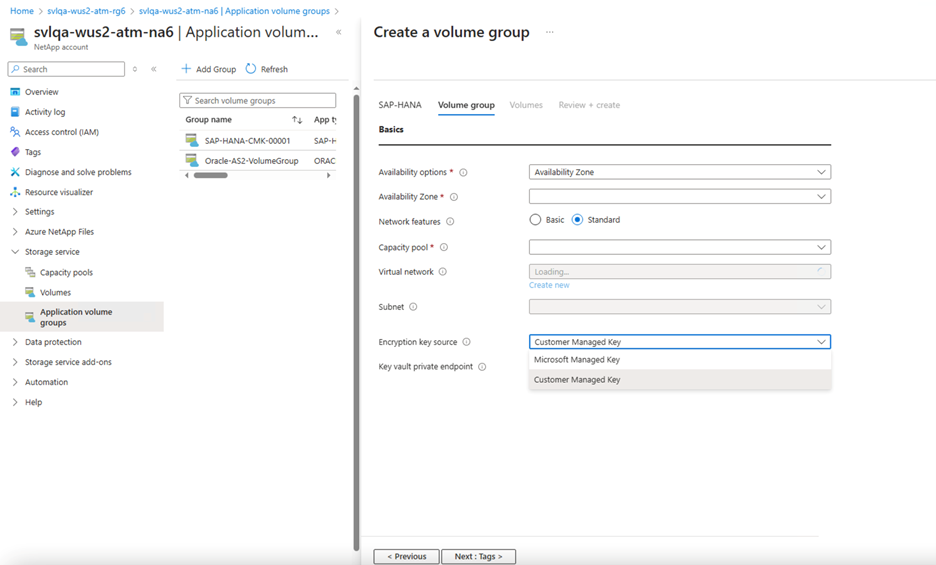 Home > svlqa-wus2-atm-rg6 > svlqa-wus2-atm-na6 | Application volume groups >
svlqa-wus2-atm-na6 | Application volum...
NetApp account
Search
Overview
Activity log
Access control (IAM)
Tags
Diagnose and solve problems
Resource visualizer
Settings
Azure NetApp Files
Storage service
Capacity pools
Volumes
Application volume
groups
Data protection
Storage service add-ons
Automation
Help
Add Group Refresh
Search volume groups
Group name App ty
SAP-HANA-CMK-00001 SAP-H
Oracle-AS2-VolumeGroup ORAC
Create a volume group ...
SAP-HANA Volume group Volumes Review + create
Basics
Availability options * Availability Zone
Availability Zone *
Network features Basic Standard
Capacity pool *
Virtual network Loading...
Create new
Subnet
Encryption key source Customer Managed Key
Microsoft Managed Key
Key vault private endpoint
Customer Managed Key
< Previous Next : Tags >